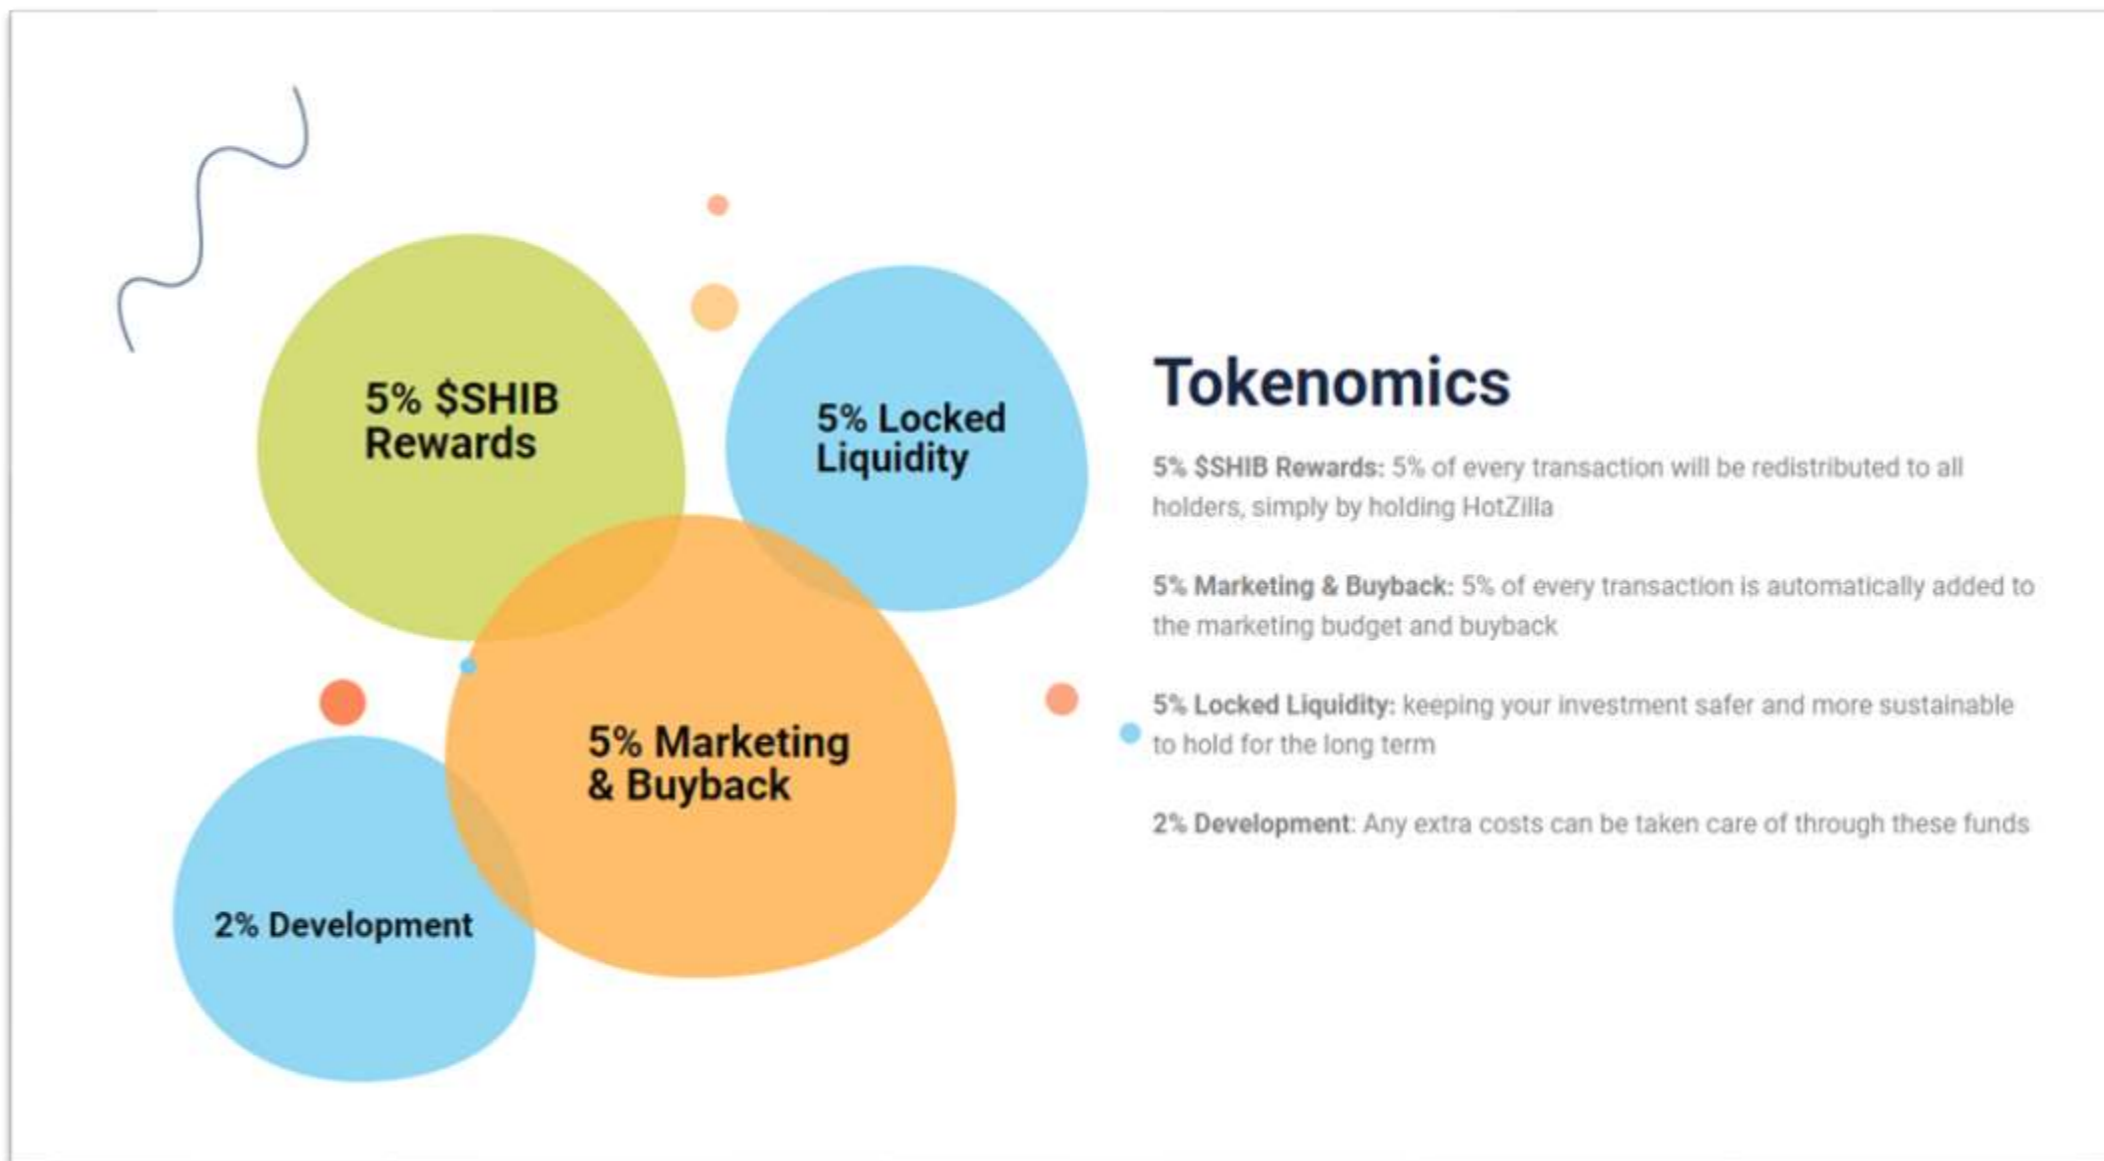 5% $SHIB
Rewards
5% Locked
Liquidity
5% Marketing
& Buyback
2% Development
Tokenomics
5% $SHIB Rewards: 5% of every transaction will be redistributed to all
holders, simply by holding HotZilla
5% Marketing & Buyback: 5% of every transaction is automatically added to
the marketing budget and buyback
5% Locked Liquidity: keeping your investment safer and more sustainable
to hold for the long term
2% Development: Any extra costs can be taken care of through these funds